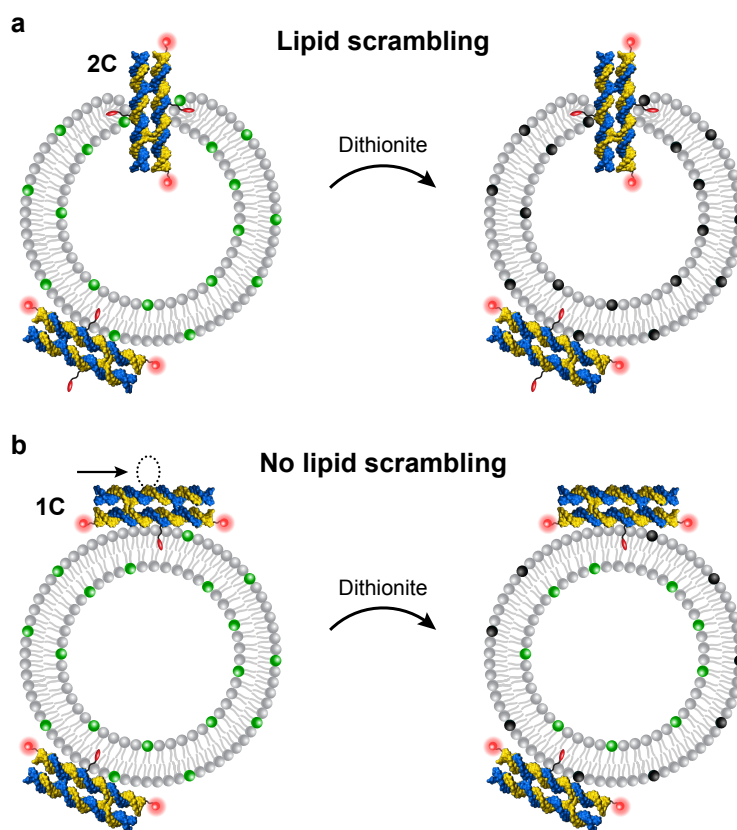 a
Lipid scrambling
2C
Dithionite
b
No lipid scrambling
1C
Dithionite